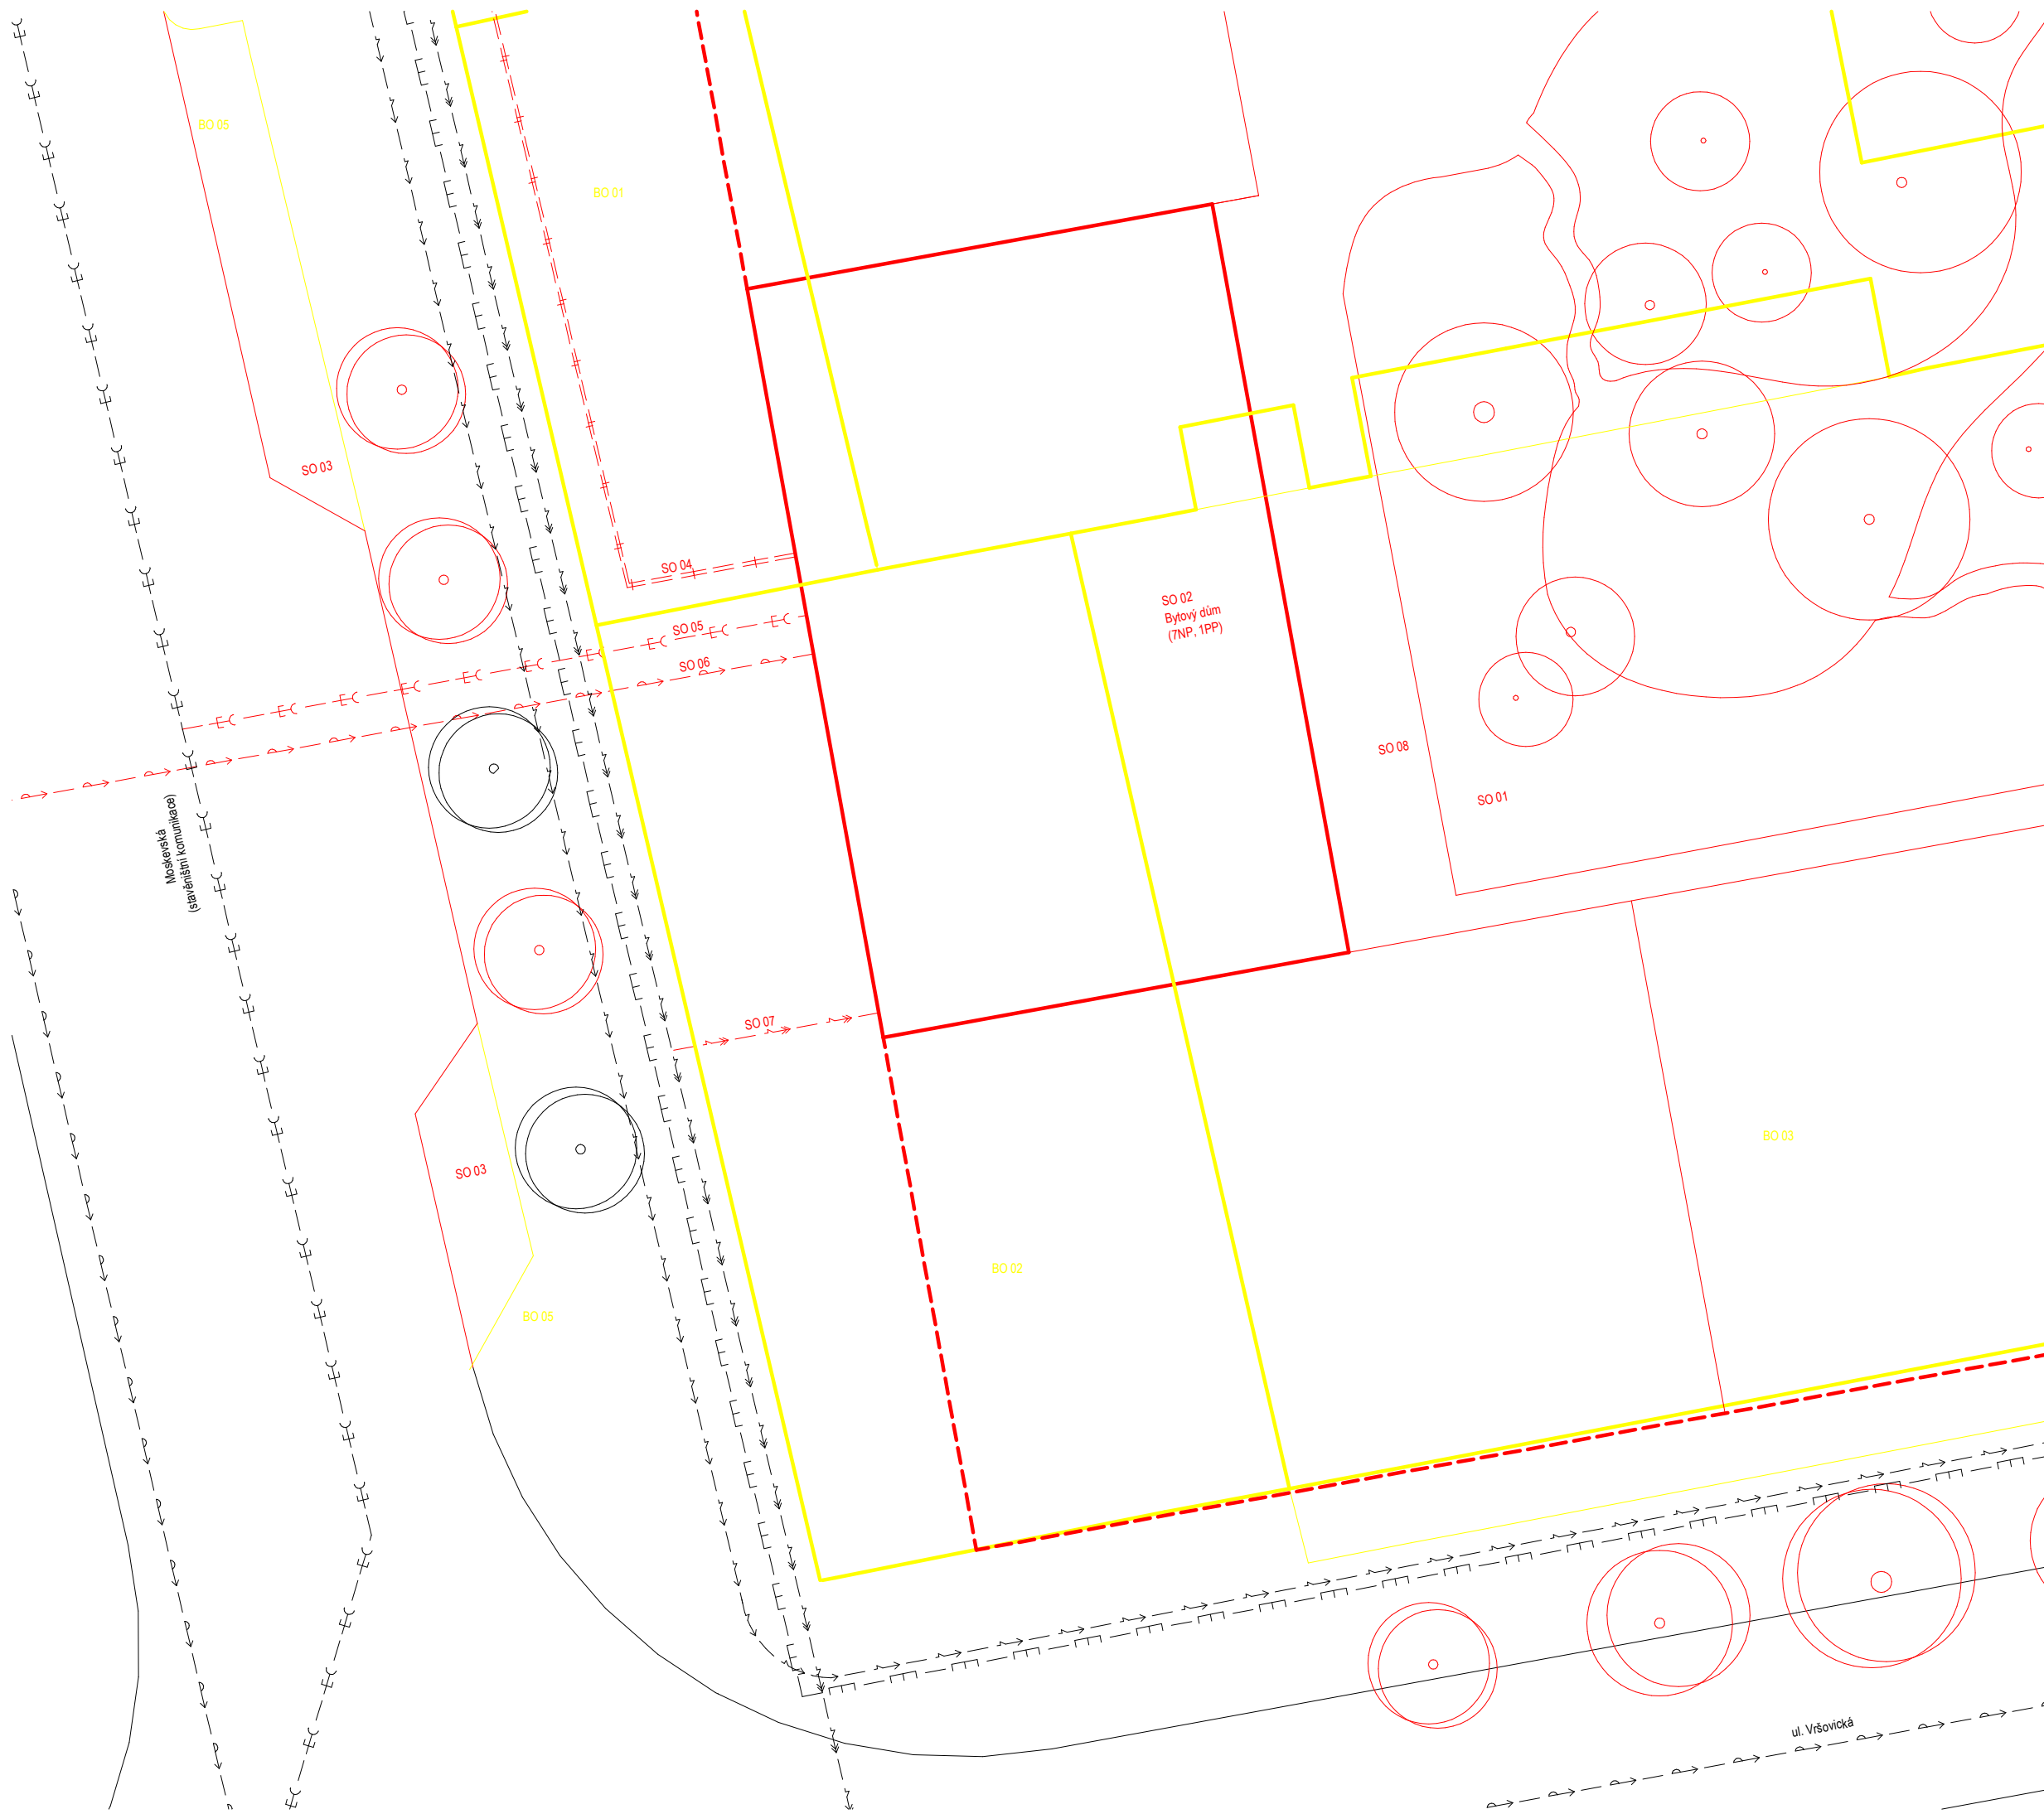 BO 05
BO 01
SO 03
SO 04
SO 05
SO 06
SO 02
Bytový dům
(7NP, 1PP)
SO 08
SO 01
Moskevská
(stavěništní komunikace)
SO 07
SO 03
BO 02
BO 03
BO 06
ul. Vršovická